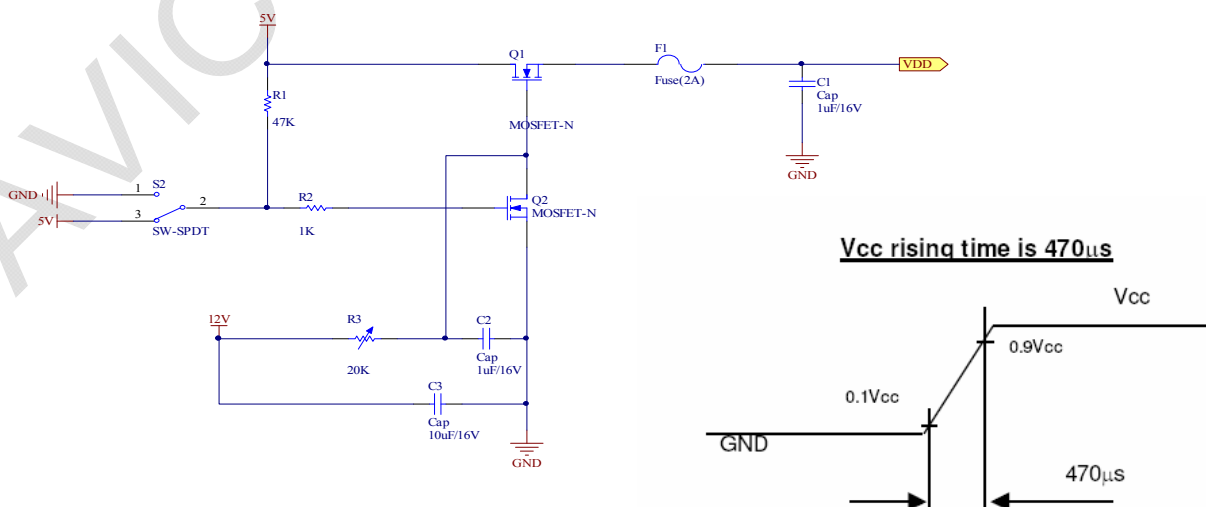 AVIC
5V
Q1
MOSFET-N
F1
Fuse(2A)
VDD
C1
Cap
1uF/16V
GND
R1
47K
GND
1
S2
2
3
5V
SW-SPDT
R2
1K
Q2
MOSFET-N
12V
R3
20K
C2
Cap
1uF/16V
C3
Cap
10uF/16V
GND
Vcc rising time is 470µs
Vcc
0.9Vcc
0.1Vcc
GND
470µs